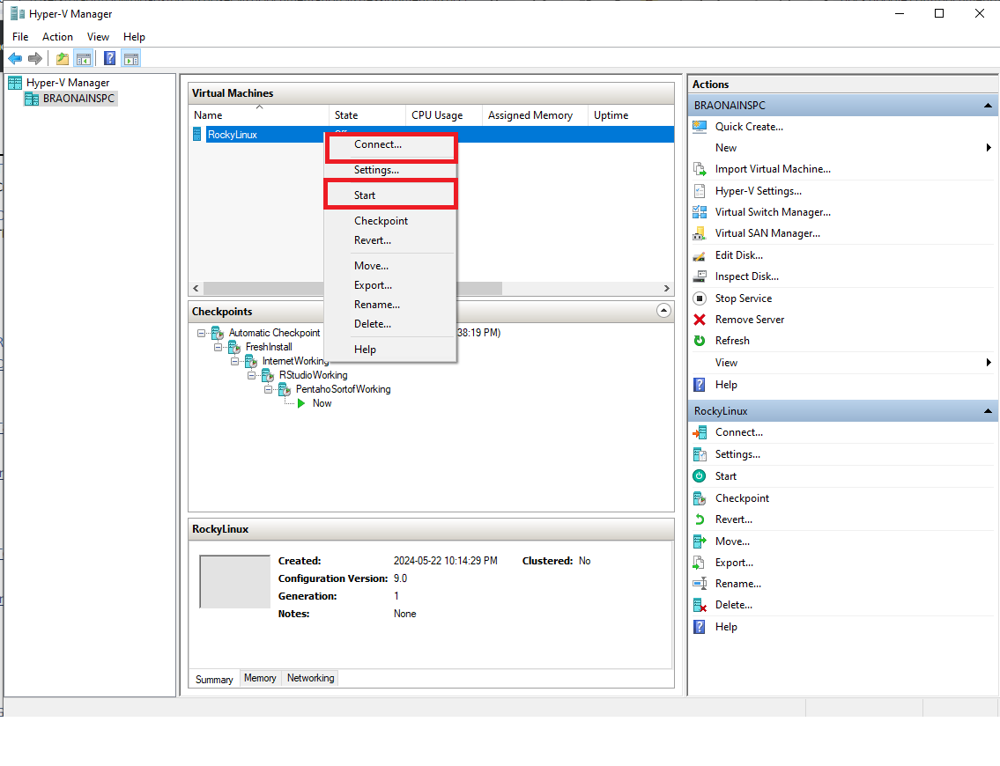 Hyper-V Manager
File Action View Help
Hyper-V Manager
BRAONAINSPC
Virtual Machines
Name State CPU Usage Assigned Memory Uptime
RockyLinux
Connect...
Settings...
Start
Checkpoint
Revert...
Move...
Export...
Rename...
Delete...
Help
Checkpoints
Automatic Checkpoint
38:19 PM)
FreshInstall
InternetWorking
RStudioWorking
PentahoSortofWorking
Now
RockyLinux
Created: 2024-05-22 10:14:29 PM Clustered: No
Configuration Version: 9.0
Generation: 1
Notes: None
Summary Memory Networking
Actions
BRAONAINSPC
Quick Create...
New
Import Virtual Machine...
Hyper-V Settings...
Virtual Switch Manager...
Virtual SAN Manager...
Edit Disk...
Inspect Disk...
Stop Service
Remove Server
Refresh
View
Help
RockyLinux
Connect...
Settings...
Start
Checkpoint
Revert...
Move...
Export...
Rename...
Delete...
Help